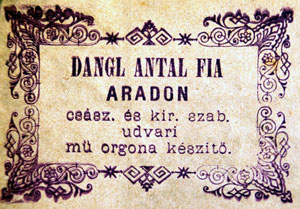 DANGL ANTAL FIA
ARADON
csász. és kir. szab.
udvari
mü orgona készitő.